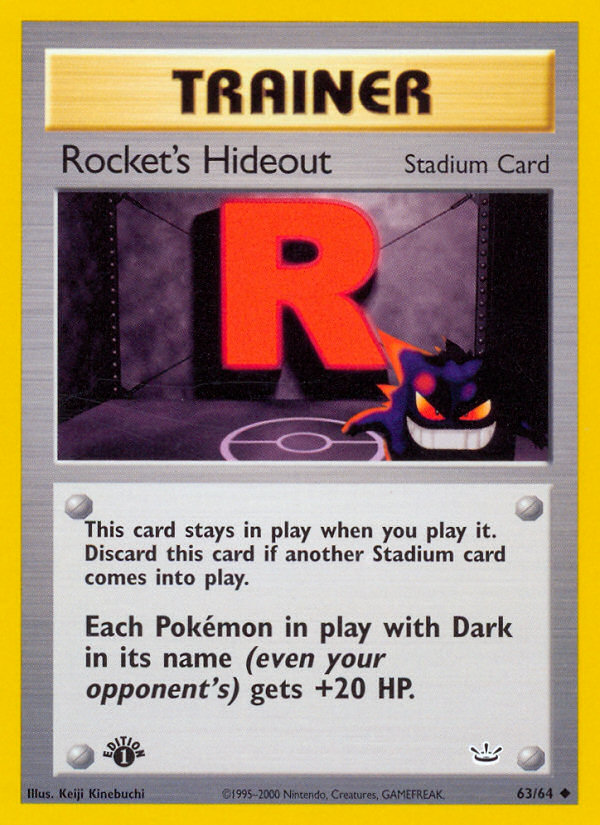 TRAINER
Rocket's Hideout Stadium Card
R
This card stays in play when you play it.
Discard this card if another Stadium card
comes into play.
Each Pokémon in play with Dark
in its name (even your
opponent's) gets +20 HP.
EDITION
1
Illus. Keiji Kinebuchi ©1995-2000 Nintendo, Creatures, GAMEFREAK. 63/64